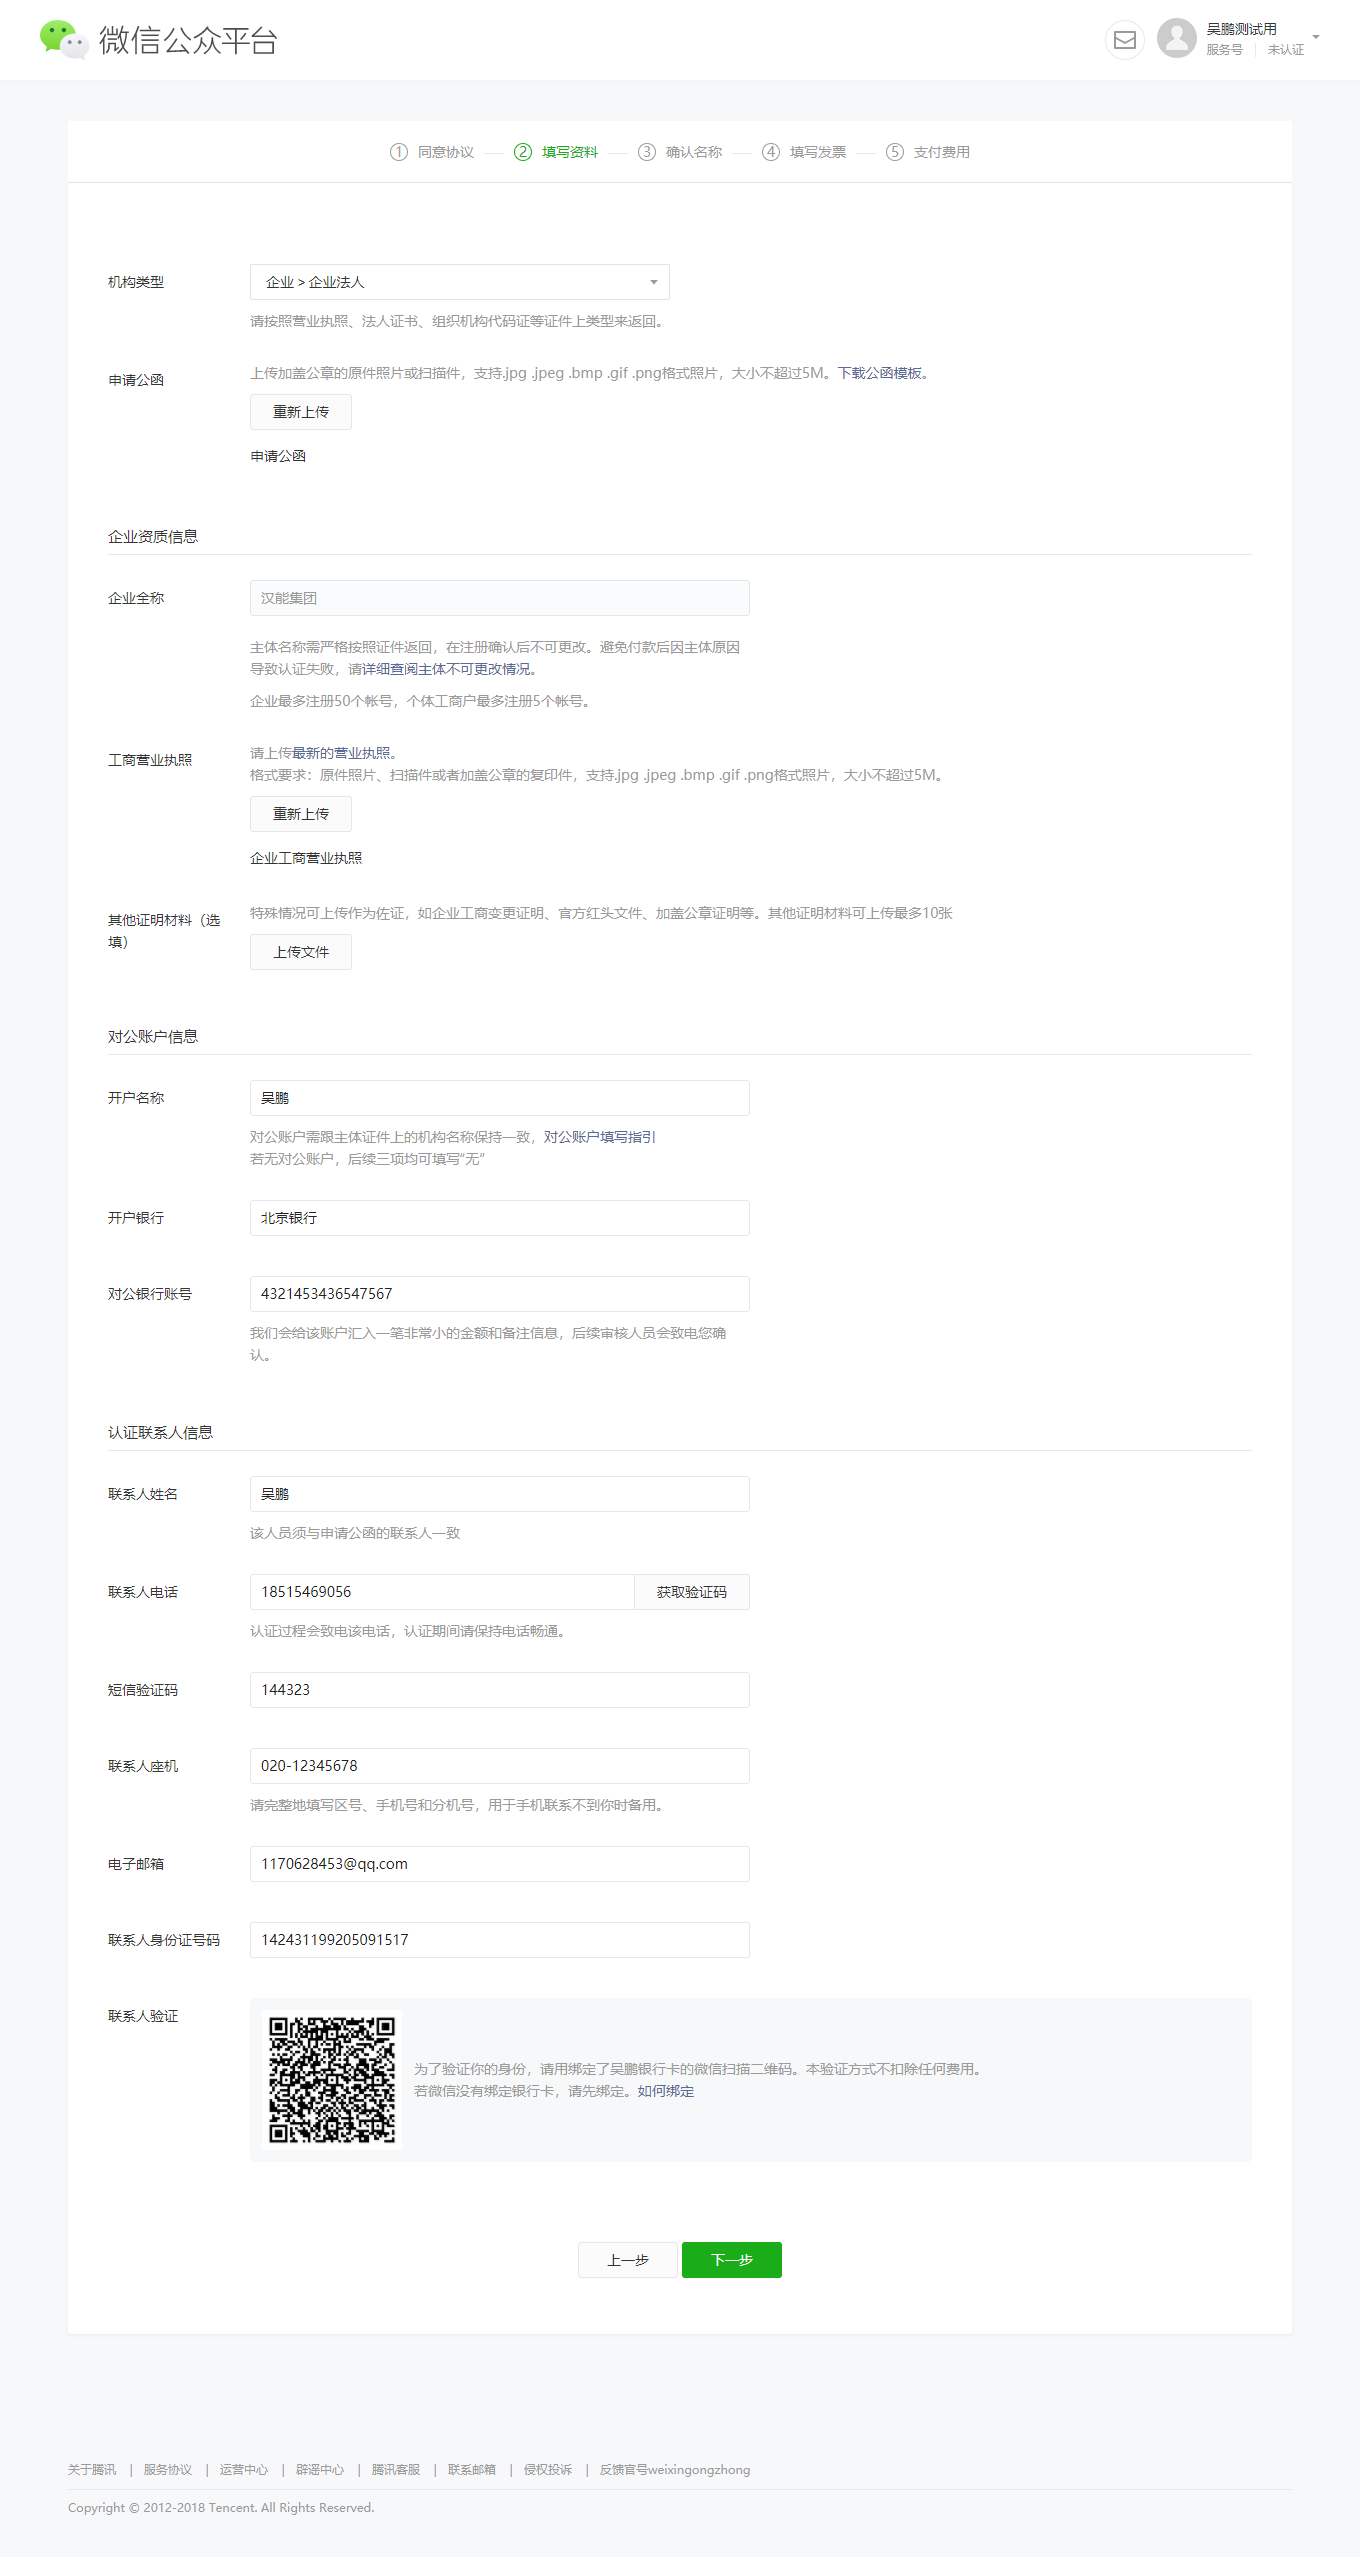 微信公众平台
吴鹏测试用
服务号 | 未认证
1 同意协议 2 填写资料 3 确认名称 4 填写发票 5 支付费用
机构类型
企业 > 企业法人
请按照营业执照、法人证书、组织机构代码证等证件上类型来返回。
申请公函
上传加盖公章的原件照片或扫描件，支持.jpg .jpeg .bmp .gif .png格式照片，大小不超过5M。下载公函模板。
重新上传
申请公函
企业资质信息
企业全称
汉能集团
主体名称需严格按照证件返回，在注册确认后不可更改。避免付款后因主体原因
导致认证失败，请详细查阅主体不可更改情况。
企业最多注册50个帐号，个体工商户最多注册5个帐号。
工商营业执照
请上传最新的营业执照。
格式要求：原件照片、扫描件或者加盖公章的复印件，支持.jpg .jpeg .bmp .gif .png格式照片，大小不超过5M。
重新上传
企业工商营业执照
其他证明材料（选
填）
特殊情况可上传作为佐证，如企业工商变更证明、官方红头文件、加盖公章证明等。其他证明材料可上传最多10张
上传文件
对公账户信息
开户名称
吴鹏
对公账户需跟主体证件上的机构名称保持一致，对公账户填写指引
若无对公账户，后续三项均可填写“无”
开户银行
北京银行
对公银行账号
4321453436547567
我们会给该账户汇入一笔非常小的金额和备注信息，后续审核人员会致电您确
认。
认证联系人信息
联系人姓名
吴鹏
该人员须与申请公函的联系人一致
联系人电话
18515469056
获取验证码
认证过程会致电该电话，认证期间请保持电话畅通。
短信验证码
144323
联系人座机
020-12345678
请完整地填写区号、手机号和分机号，用于手机联系不到你时备用。
电子邮箱
1170628453@qq.com
联系人身份证号码
142431199205091517
联系人验证
为了验证你的身份，请用绑定了吴鹏银行卡的微信扫描二维码。本验证方式不扣除任何费用。
若微信没有绑定银行卡，请先绑定。如何绑定
上一步 下一步
关于腾讯 | 服务协议 | 运营中心 | 辟谣中心 | 腾讯客服 | 联系邮箱 | 侵权投诉 | 反馈官号weixingongzhong
Copyright © 2012-2018 Tencent. All Rights Reserved.